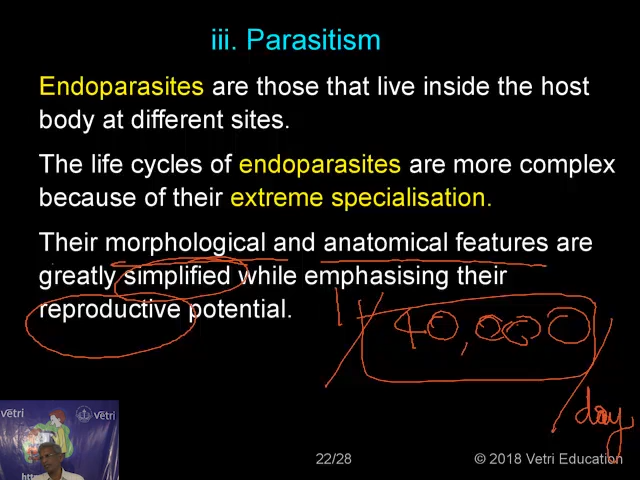 iii. Parasitism
Endoparasites are those that live inside the host
body at different sites.
The life cycles of endoparasites are more complex
because of their extreme specialisation.
Their morphological and anatomical features are
greatly simplified while emphasising their
reproductive potential.
40,000
day
vëtri
vëtri
22/28
© 2018 Vetri Education